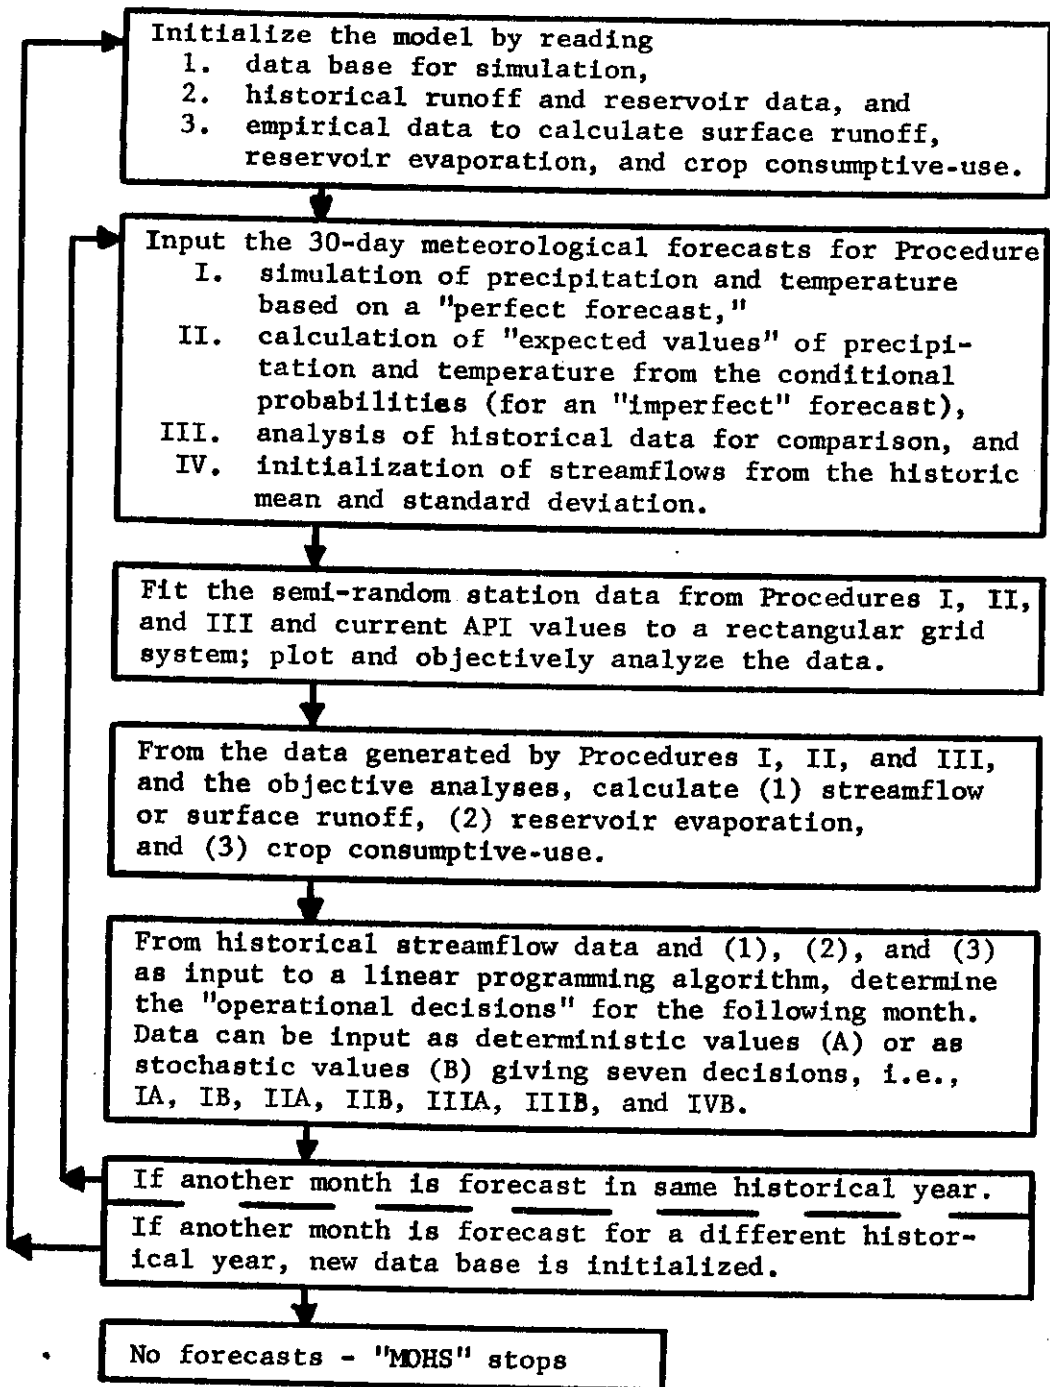 Initialize the model by reading
1. data base for simulation,
2. historical runoff and reservoir data, and
3. empirical data to calculate surface runoff,
reservoir evaporation, and crop consumptive-use.
Input the 30-day meteorological forecasts for Procedure
I. simulation of precipitation and temperature
based on a "perfect forecast,"
II. calculation of "expected values" of precipi-
tation and temperature from the conditional
probabilities (for an "imperfect" forecast),
III. analysis of historical data for comparison, and
IV. initialization of streamflows from the historic
mean and standard deviation.
Fit the semi-random station data from Procedures I, II,
and III and current API values to a rectangular grid
system; plot and objectively analyze the data.
From the data generated by Procedures I, II, and III,
and the objective analyses, calculate (1) streamflow
or surface runoff, (2) reservoir evaporation,
and (3) crop consumptive-use.
From historical streamflow data and (1), (2), and (3)
as input to a linear programming algorithm, determine
the "operational decisions" for the following month.
Data can be input as deterministic values (A) or as
stochastic values (B) giving seven decisions, i.e.,
IA, IB, IIA, IIB, IIIA, IIIB, and IVB.
If another month is forecast in same historical year.
If another month is forecast for a different histor-
ical year, new data base is initialized.
No forecasts - "MOHS" stops